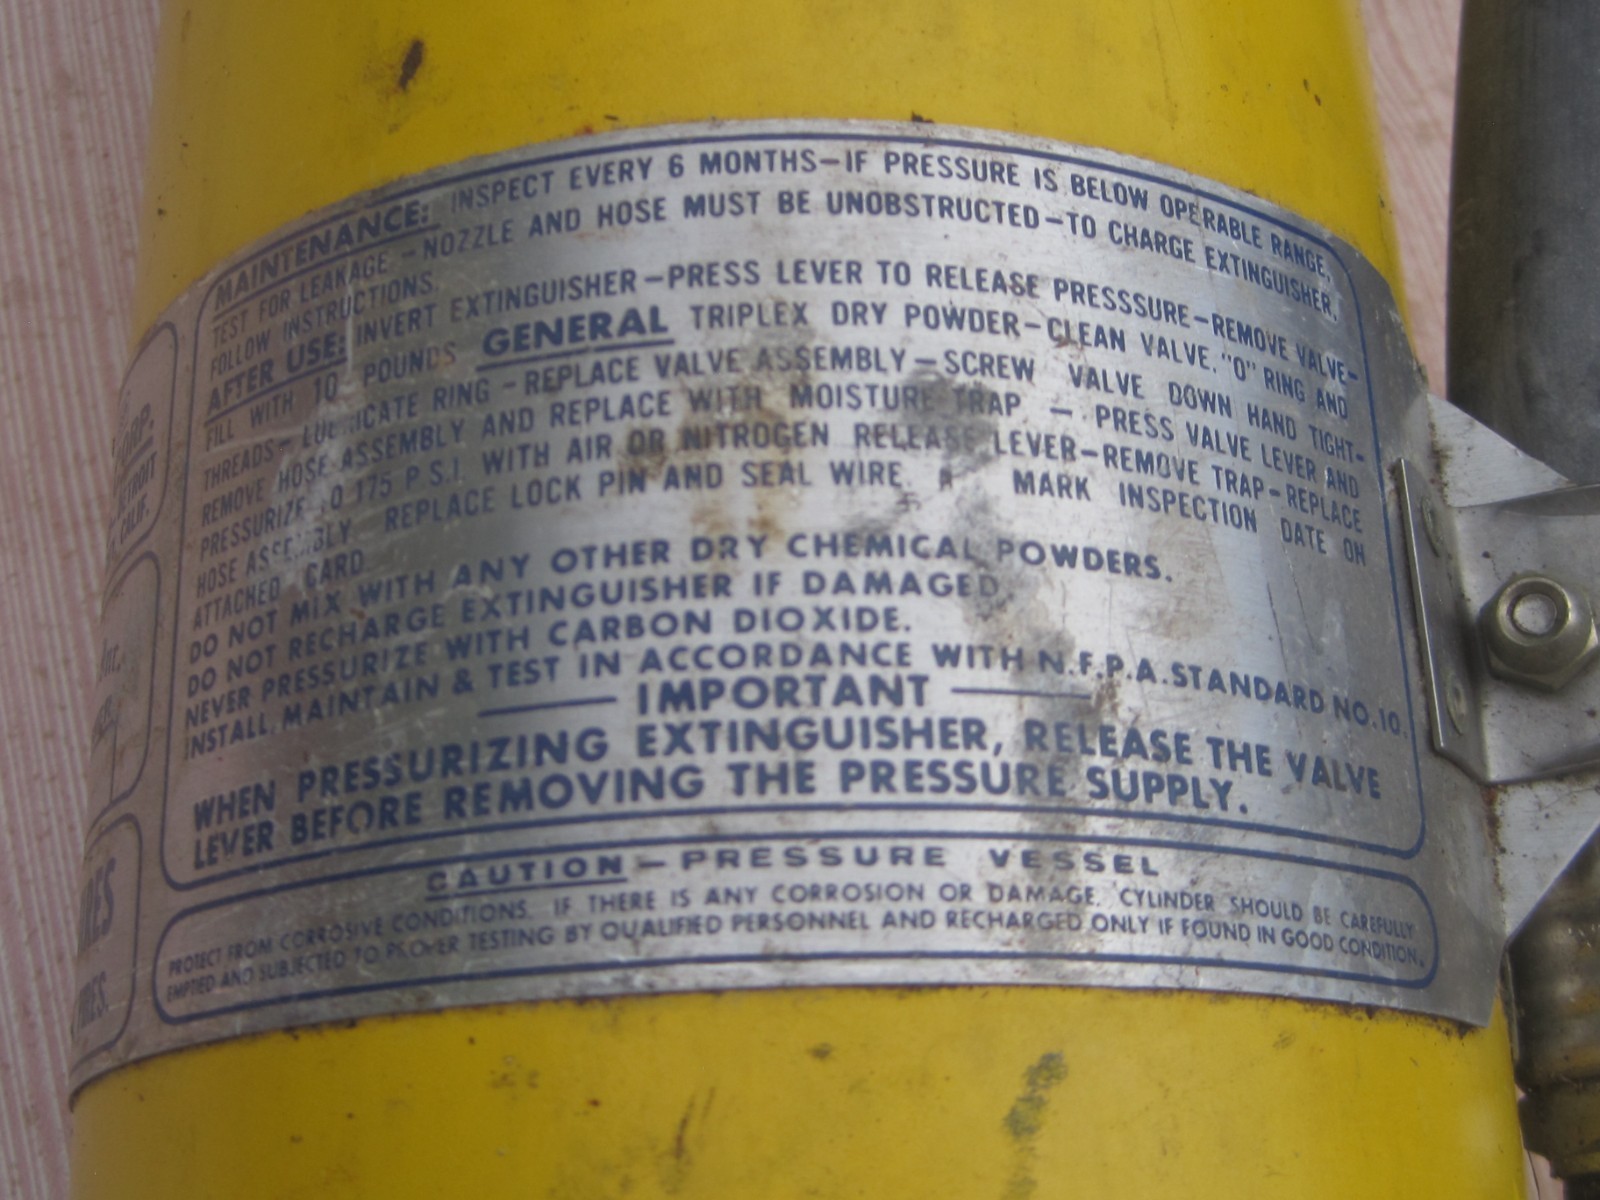 MAINTENANCE: INSPECT EVERY 6 MONTHS-IF PRESSURE IS BELOW OPERABLE RANGE,
TEST FOR LEAKAGE - NOZZLE AND HOSE MUST BE UNOBSTRUCTED-TO CHARGE EXTINGUISHER,
FOLLOW INSTRUCTIONS.
AFTER USE: INVERT EXTINGUISHER-PRESS LEVER TO RELEASE PRESSSURE-REMOVE VALVE-
FILL WITH 10 POUNDS GENERAL TRIPLEX DRY POWDER-CLEAN VALVE, "O" RING AND
THREADS- LUBRICATE RING - REPLACE VALVE ASSEMBLY - SCREW VALVE DOWN HAND TIGHT-
REMOVE HOSE ASSEMBLY AND REPLACE WITH MOISTURE TRAP - PRESS VALVE LEVER AND
PRESSURIZE TO 175 P.S.I. WITH AIR OR NITROGEN RELEASE LEVER-REMOVE TRAP-REPLACE
HOSE ASSEMBLY REPLACE LOCK PIN AND SEAL WIRE. MARK INSPECTION DATE ON
ATTACHED CARD
DO NOT MIX WITH ANY OTHER DRY CHEMICAL POWDERS.
DO NOT RECHARGE EXTINGUISHER IF DAMAGED.
NEVER PRESSURIZE WITH CARBON DIOXIDE.
INSTALL, MAINTAIN & TEST IN ACCORDANCE WITH N.F.P.A. STANDARD NO. 10.
IMPORTANT
WHEN PRESSURIZING EXTINGUISHER, RELEASE THE VALVE
LEVER BEFORE REMOVING THE PRESSURE SUPPLY.
CAUTION - PRESSURE VESSEL
PROTECT FROM CORROSIVE CONDITIONS. IF THERE IS ANY CORROSION OR DAMAGE, CYLINDER SHOULD BE CAREFULLY
EMPTIED AND SUBJECTED TO PROPER TESTING BY QUALIFIED PERSONNEL AND RECHARGED ONLY IF FOUND IN GOOD CONDITION.
CORP.
DETROIT
CALIF.